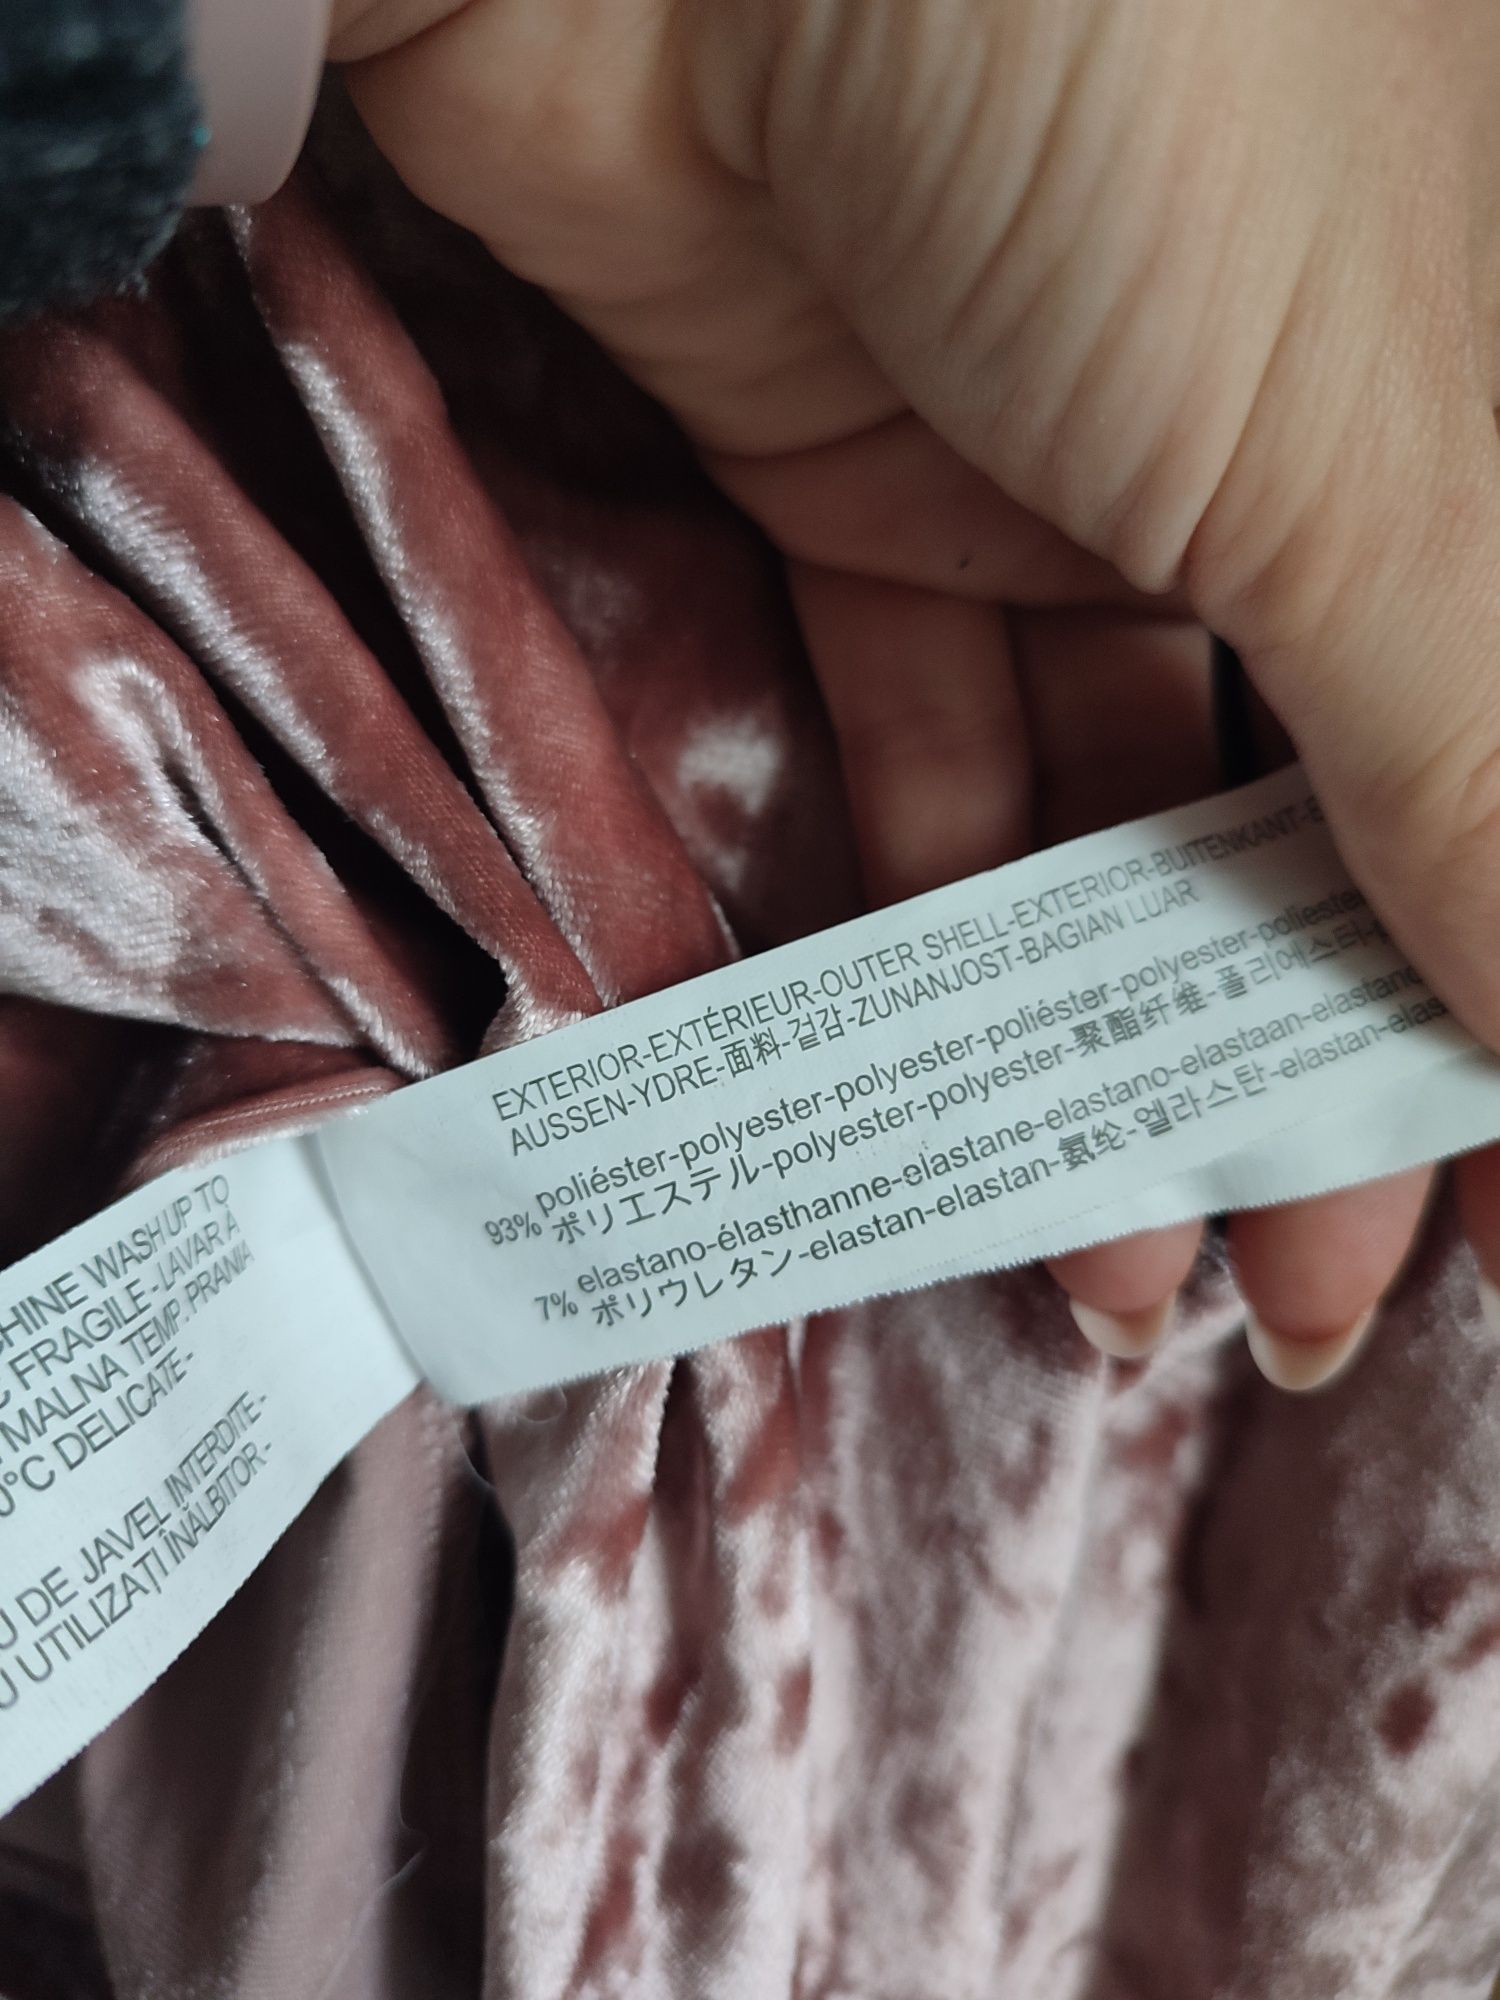 EXTERIOR-EXTÉRIEUR-OUTER SHELL-EXTERIOR-BUITENKANT-
AUSSEN-YDRE-面料-겉감-ZUNANJOST-BAGIAN LUAR
93% poliéster-polyester-polyester-poliéster-polyester-poliester
ポリエステル-polyester-polyester-聚酯纤维-폴리에스터-
7% elastano-élasthanne-elastane-elastano-elastaan-elastano
ポリウレタン-elastan-elastan-氨纶-엘라스탄-elastan-elas
HINE WASH UP TO
C FRAGILE-LAVAR À
MALNA TEMP. PRANIA
0°C DELICATE-
U DE JAVEL INTERDITE-
U UTILIZAȚI ÎNĂLBITOR-